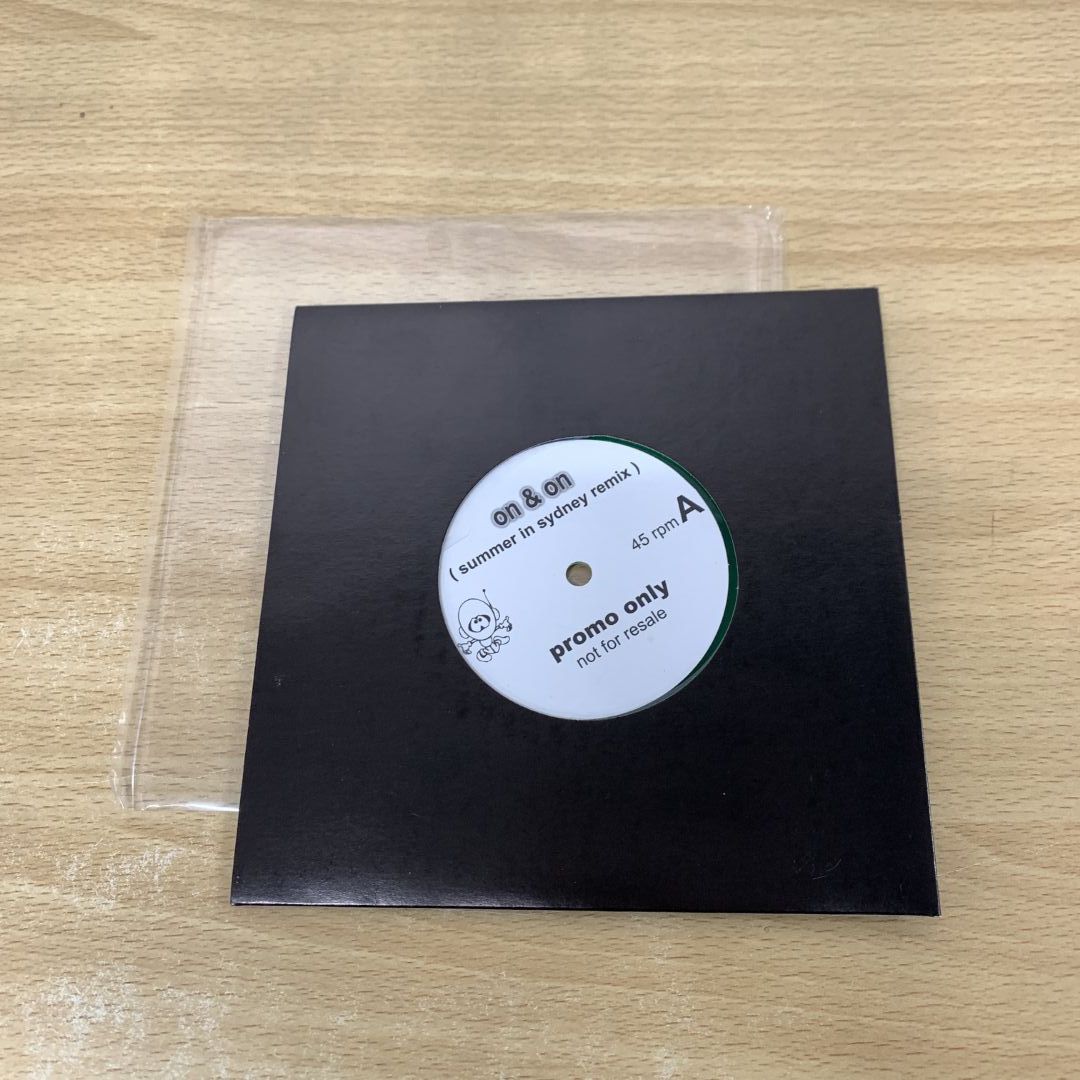 on & on
( summer in sydney remix )
45 rpm A
promo only
not for resale